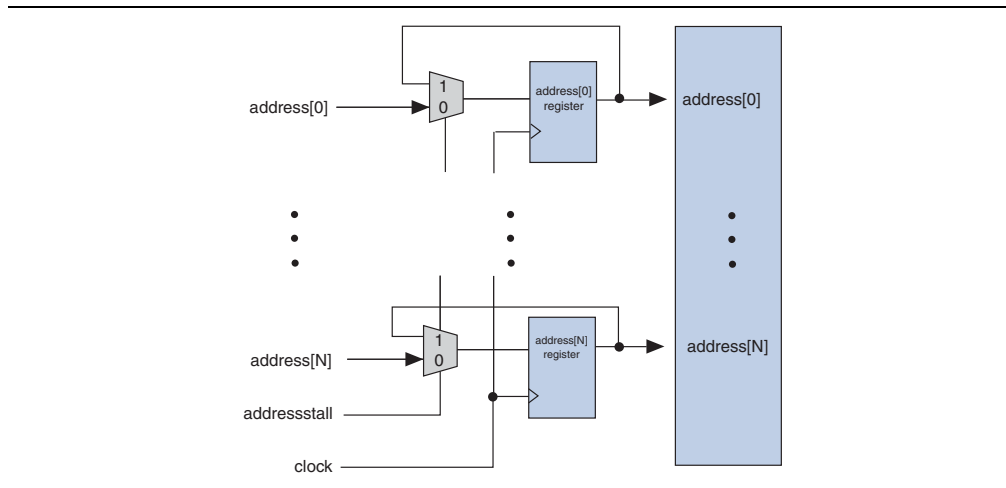 1
0
address[0]
address[0]
register
address[0]
1
0
address[N]
address[N]
register
address[N]
addressstall
clock